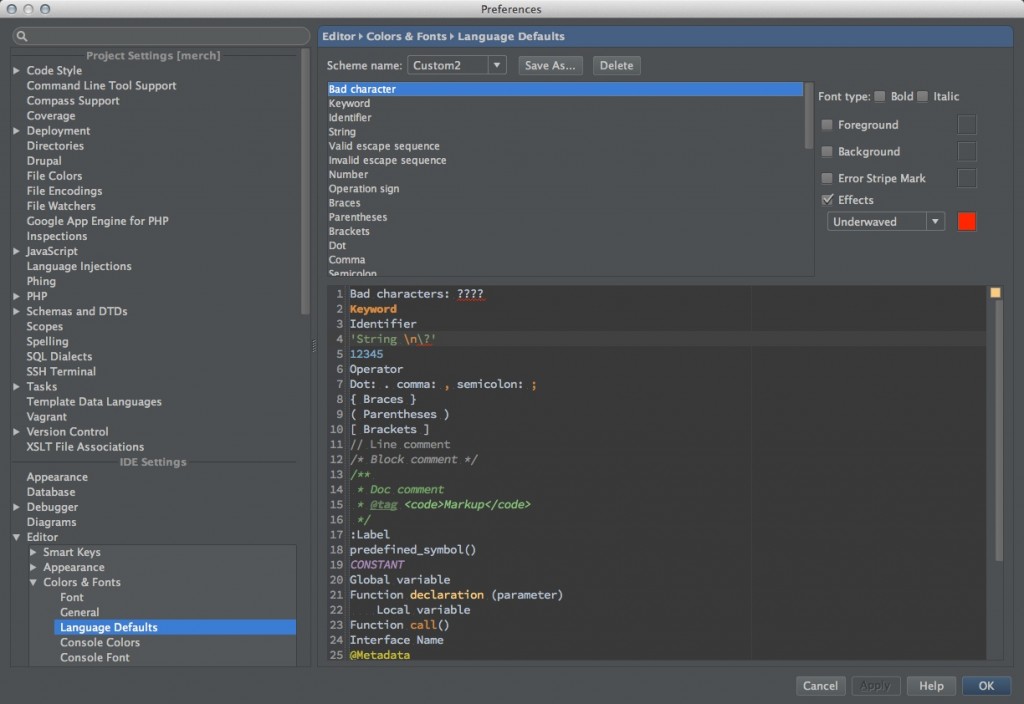 Preferences
Project Settings [merch]
Code Style
Command Line Tool Support
Compass Support
Coverage
Deployment
Directories
Drupal
File Colors
File Encodings
File Watchers
Google App Engine for PHP
Inspections
JavaScript
Language Injections
Phing
PHP
Schemas and DTDs
Scopes
Spelling
SQL Dialects
SSH Terminal
Tasks
Template Data Languages
Vagrant
Version Control
XSLT File Associations
IDE Settings
Appearance
Database
Debugger
Diagrams
Editor
Smart Keys
Appearance
Colors & Fonts
Font
General
Language Defaults
Console Colors
Console Font
Editor › Colors & Fonts › Language Defaults
Scheme name: Custom2 Save As... Delete
Bad character
Keyword
Identifier
String
Valid escape sequence
Invalid escape sequence
Number
Operation sign
Braces
Parentheses
Brackets
Dot
Comma
Semicolon
Font type: Bold Italic
Foreground
Background
Error Stripe Mark
Effects
Underwaved
1 Bad characters: ????
2 Keyword
3 Identifier
4 'String \n\?'
5 12345
6 Operator
7 Dot: . comma: , semicolon: ;
8 { Braces }
9 ( Parentheses )
10 [ Brackets ]
11 // Line comment
12 /* Block comment */
13 /**
14 * Doc comment
15 * @tag <code>Markup</code>
16 */
17 :Label
18 predefined_symbol()
19 CONSTANT
20 Global variable
21 Function declaration (parameter)
22 Local variable
23 Function call()
24 Interface Name
25 @Metadata
Cancel Apply Help OK